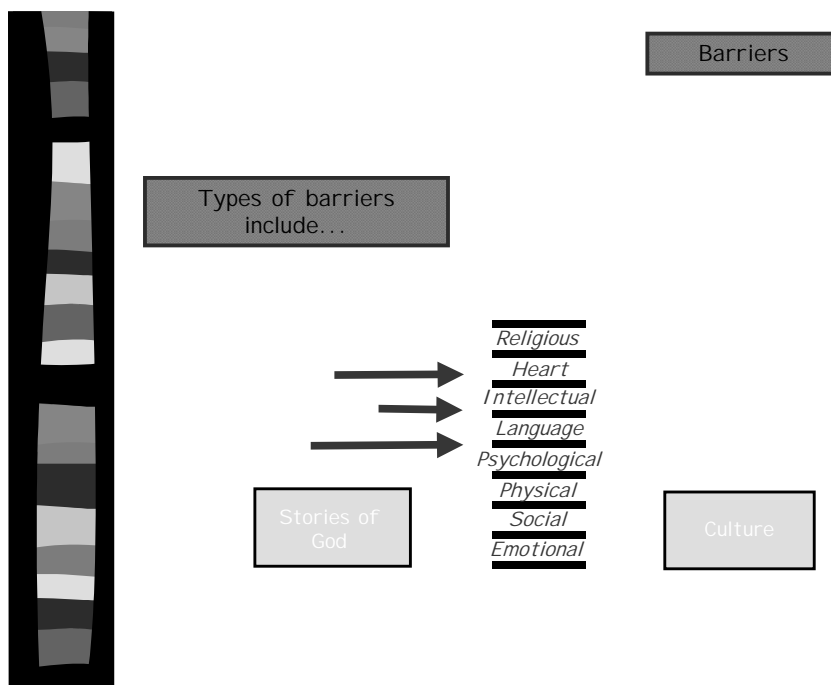 Barriers
Types of barriers
include...
Religious
Heart
Intellectual
Language
Psychological
Physical
Social
Emotional
Stories of
God
Culture